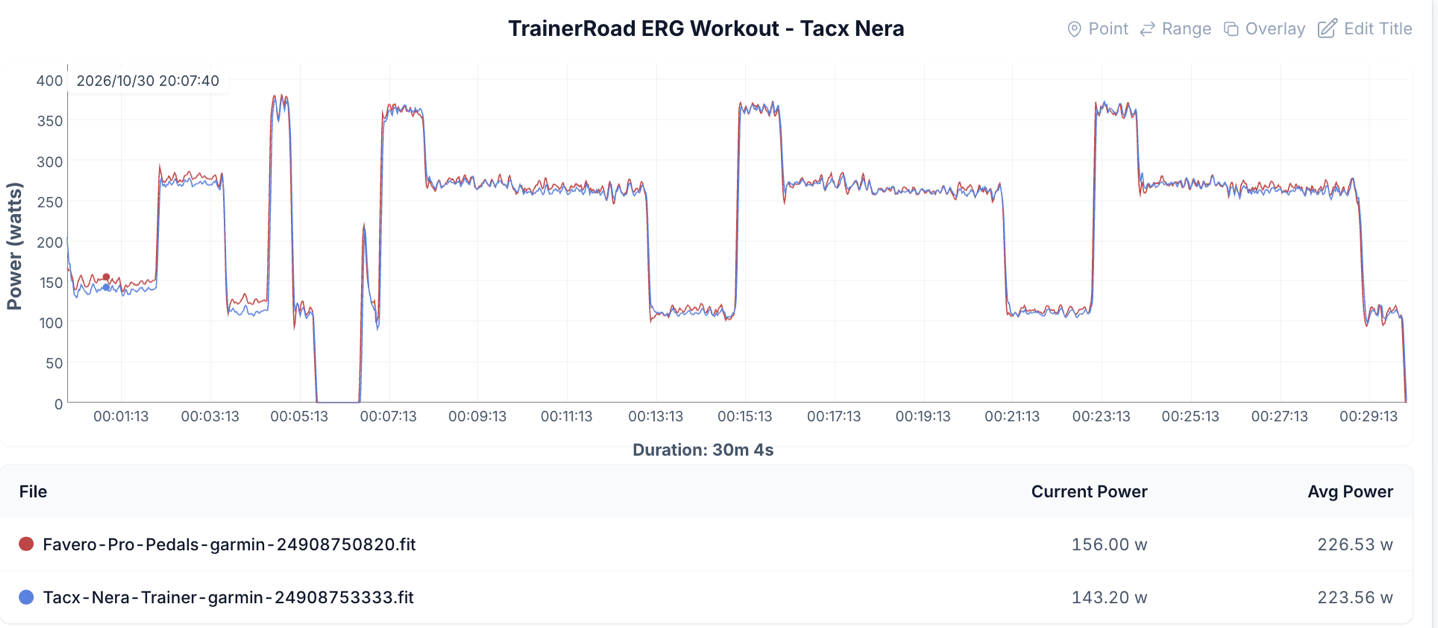 TrainerRoad ERG Workout - Tacx Nera
Point Range Overlay Edit Title
2026/10/30 20:07:40
Power (watts)
400
350
300
250
200
150
100
50
0
00:01:13 00:03:13 00:05:13 00:07:13 00:09:13 00:11:13 00:13:13 00:15:13 00:17:13 00:19:13 00:21:13 00:23:13 00:25:13 00:27:13 00:29:13
Duration: 30m 4s
File Current Power Avg Power
Favero-Pro-Pedals-garmin-24908750820.fit 156.00 w 226.53 w
Tacx-Nera-Trainer-garmin-24908753333.fit 143.20 w 223.56 w